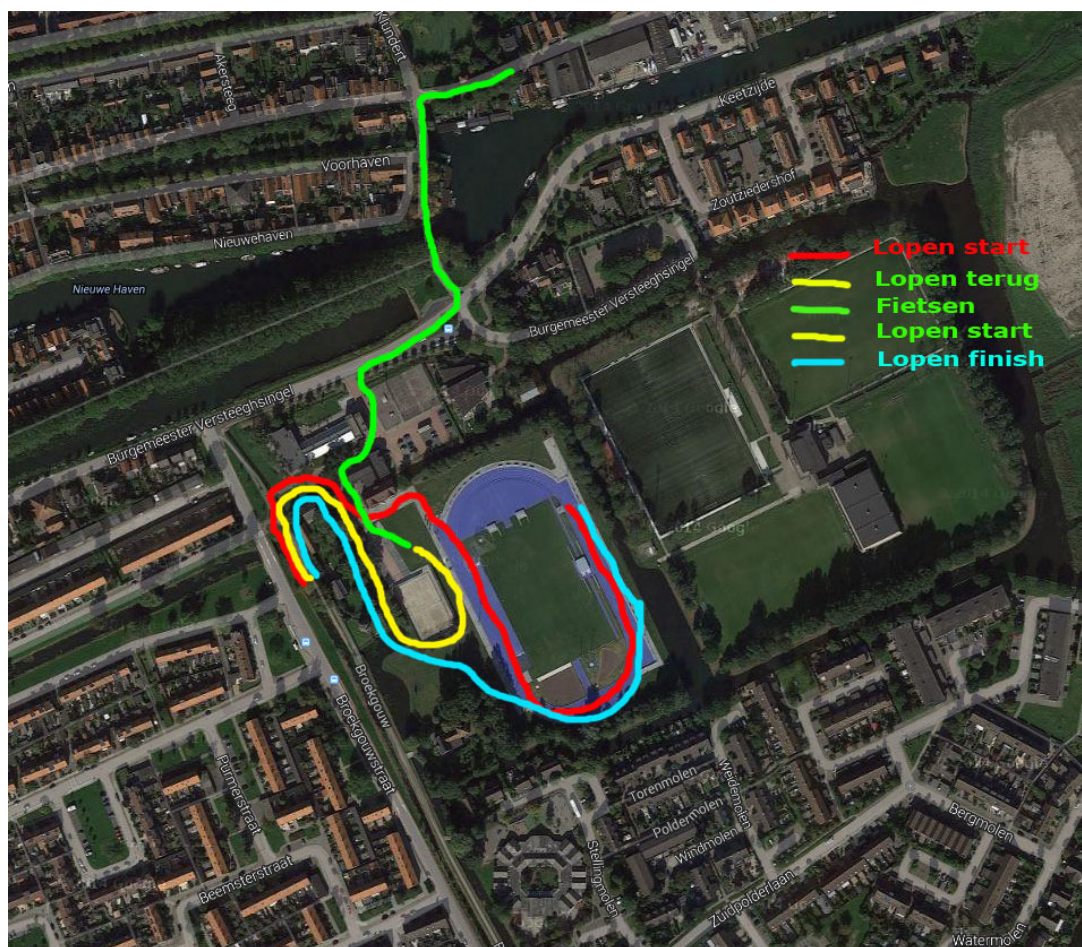 Klundert
Akersteeg
Keetzijde
Voorhaven
Zoutziedershof
Nieuwehaven
Lopen start
Nieuwe Haven
Lopen terug
Fietsen
Burgemeester Versteeghsingel
Lopen start
Lopen finish
Burgemeester Versteeghsingel
Broekgouw
Broekgouwstraat
Purmerstraat
Torenmolen
Weidemolen
Poldermolen
Bergmolen
Windmolen
Stellingmolen
Beemsterstraat
Zuidpolderlaan
Watermolen